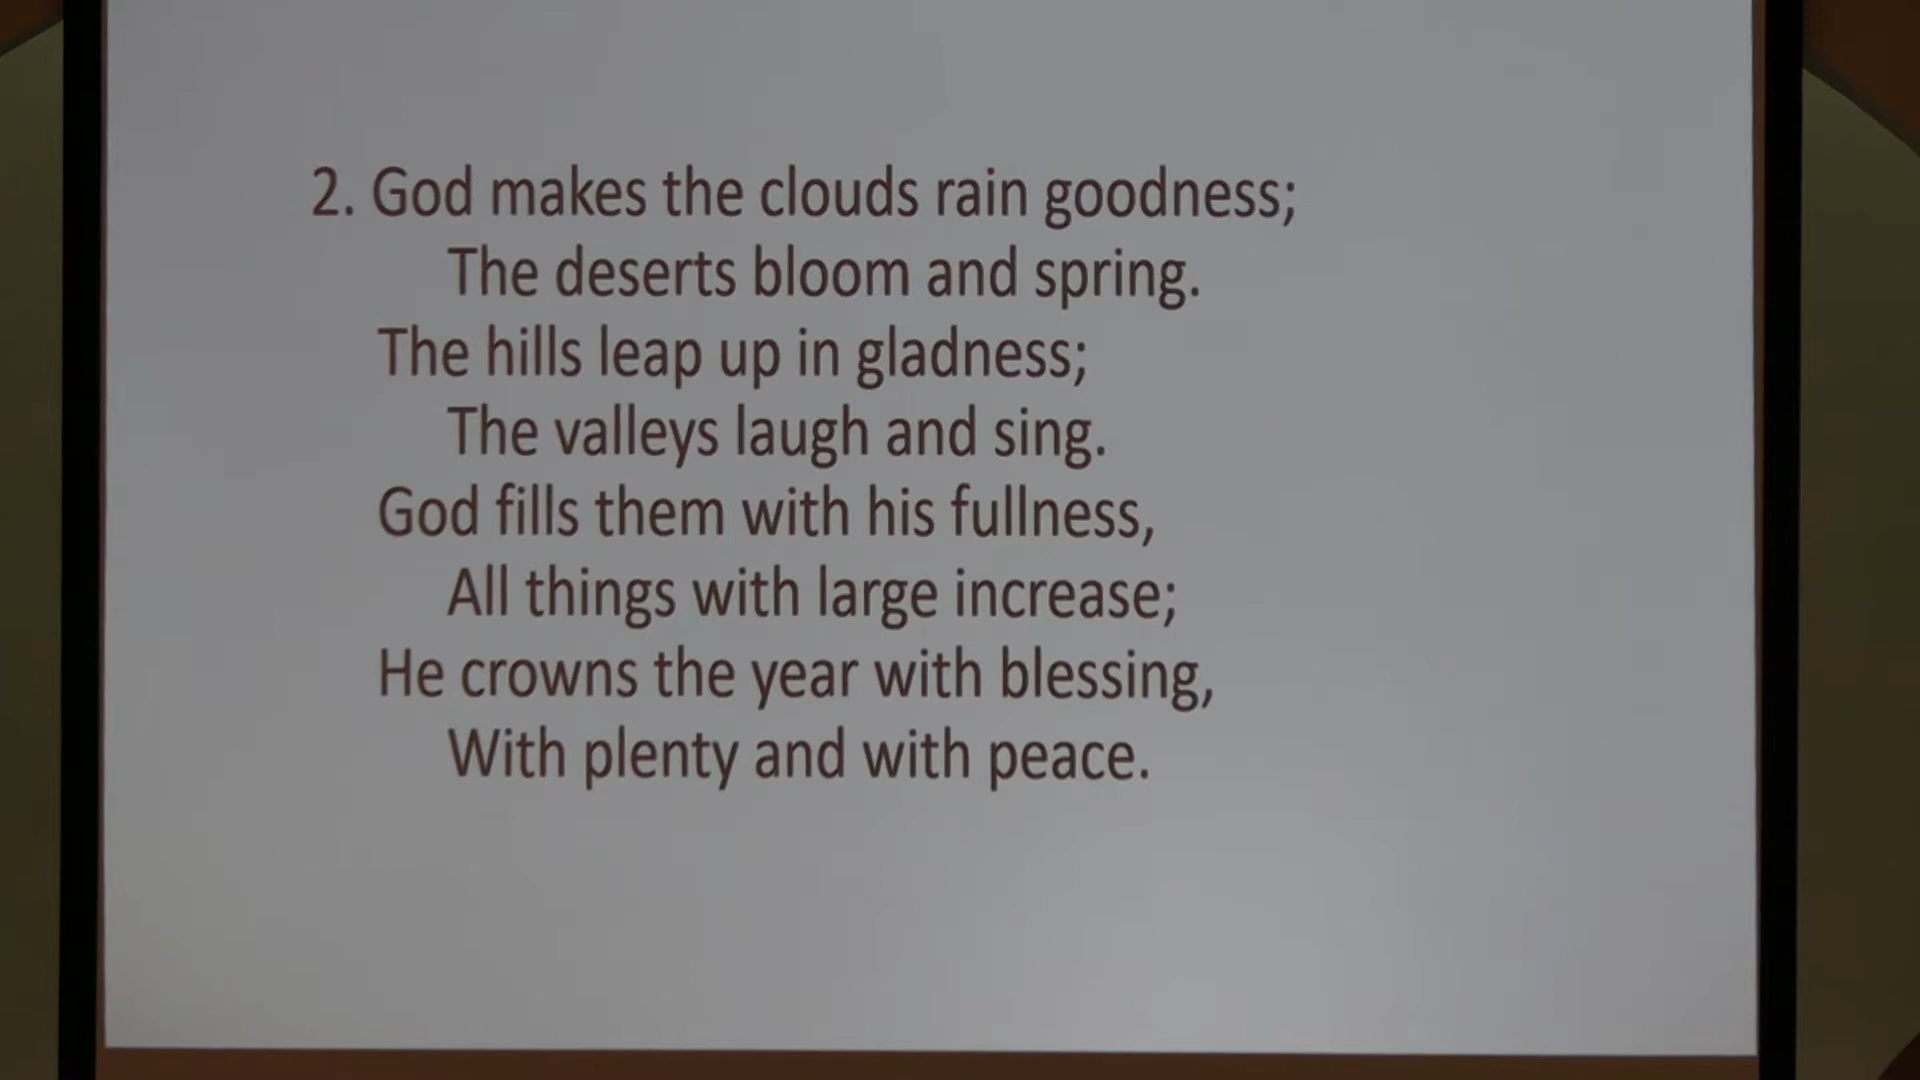 2. God makes the clouds rain goodness;
The deserts bloom and spring.
The hills leap up in gladness;
The valleys laugh and sing.
God fills them with his fullness,
All things with large increase;
He crowns the year with blessing,
With plenty and with peace.